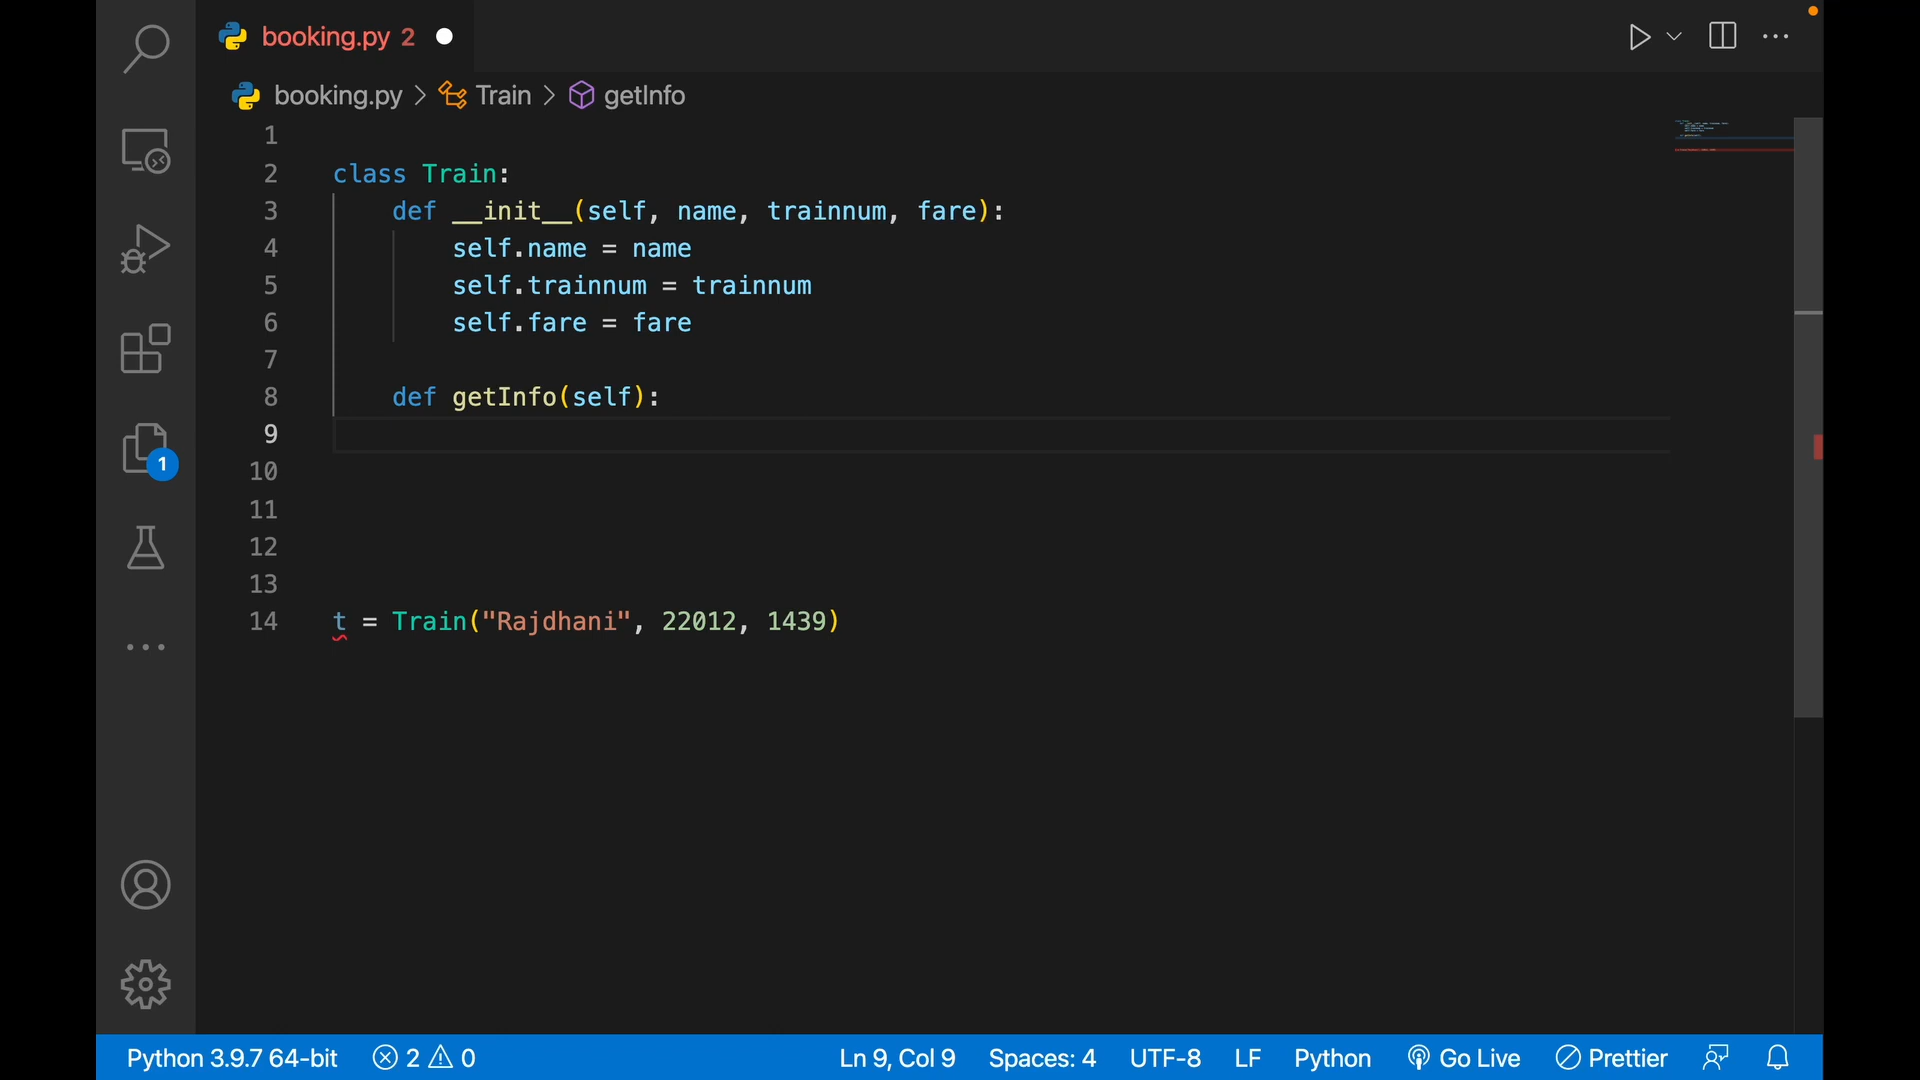 booking.py 2
booking.py > Train > getInfo
1
2 class Train:
3 def __init__(self, name, trainnum, fare):
4 self.name = name
5 self.trainnum = trainnum
6 self.fare = fare
7
8 def getInfo(self):
9
10
11
12
13
14 t = Train("Rajdhani", 22012, 1439)
1
Python 3.9.7 64-bit 2 0 Ln 9, Col 9 Spaces: 4 UTF-8 LF Python Go Live Prettier